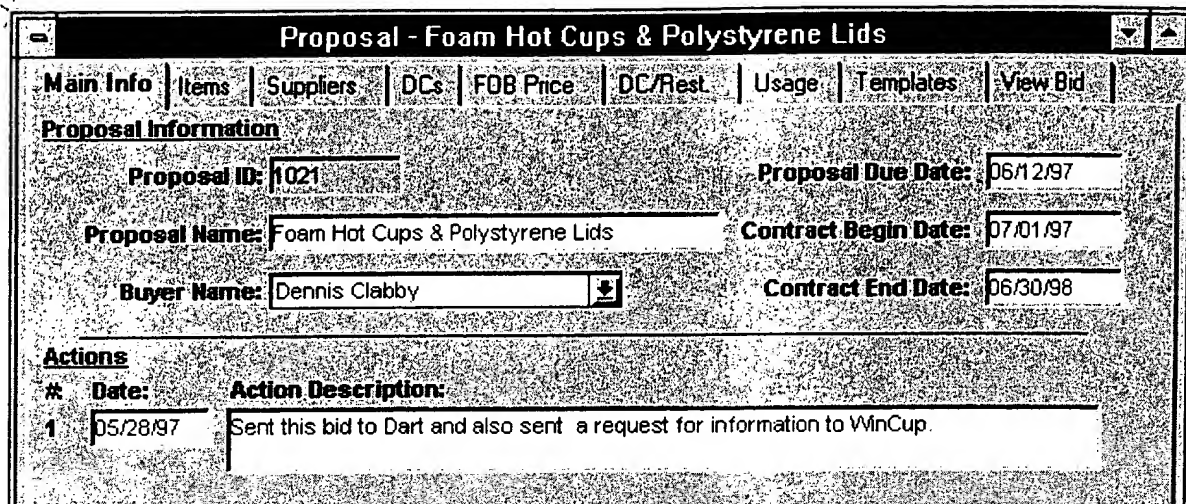 Proposal - Foam Hot Cups & Polystyrene Lids
Main Info Items Suppliers DCs FOB Price DC/Rest. Usage Templates View Bid
Proposal Information
Proposal ID: 1021 Proposal Due Date: 06/12/97
Proposal Name: Foam Hot Cups & Polystyrene Lids Contract Begin Date: 07/01/97
Buyer Name: Dennis Clabby Contract End Date: 06/30/98
Actions
#: Date: Action Description:
1 05/28/97 Sent this bid to Dart and also sent a request for information to WinCup.